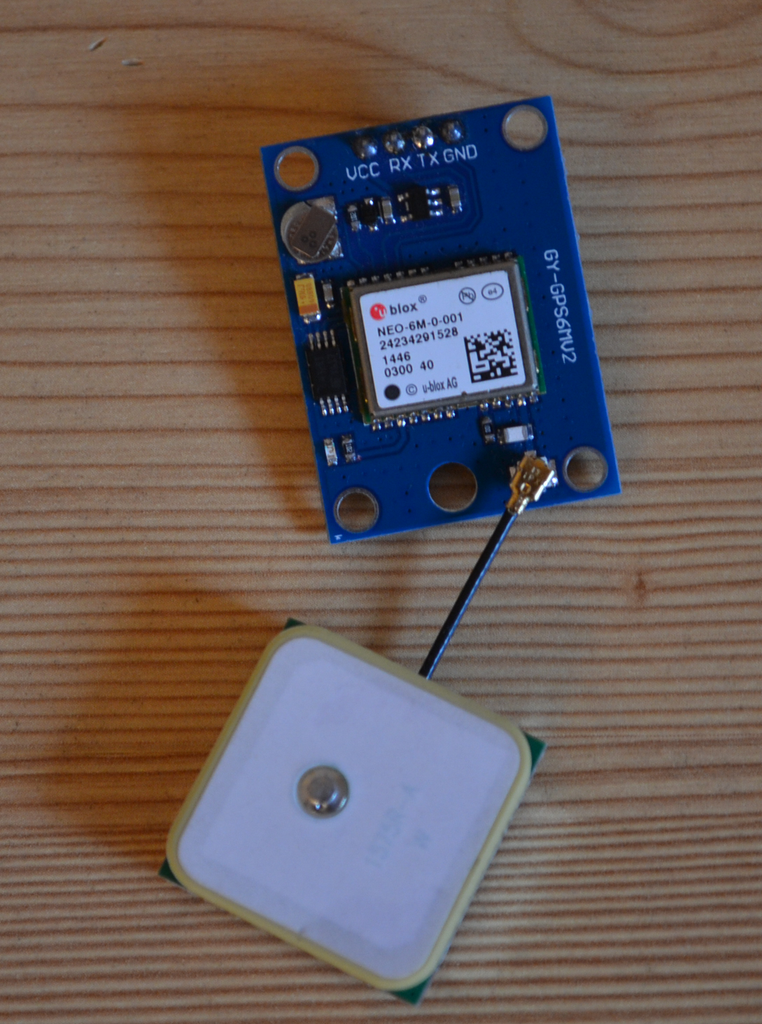 VCC RX TX GND
GY-GPS6MV2
u blox®
NEO-6M-0-001
24234291528
1446
0300 40
© u-blox AG